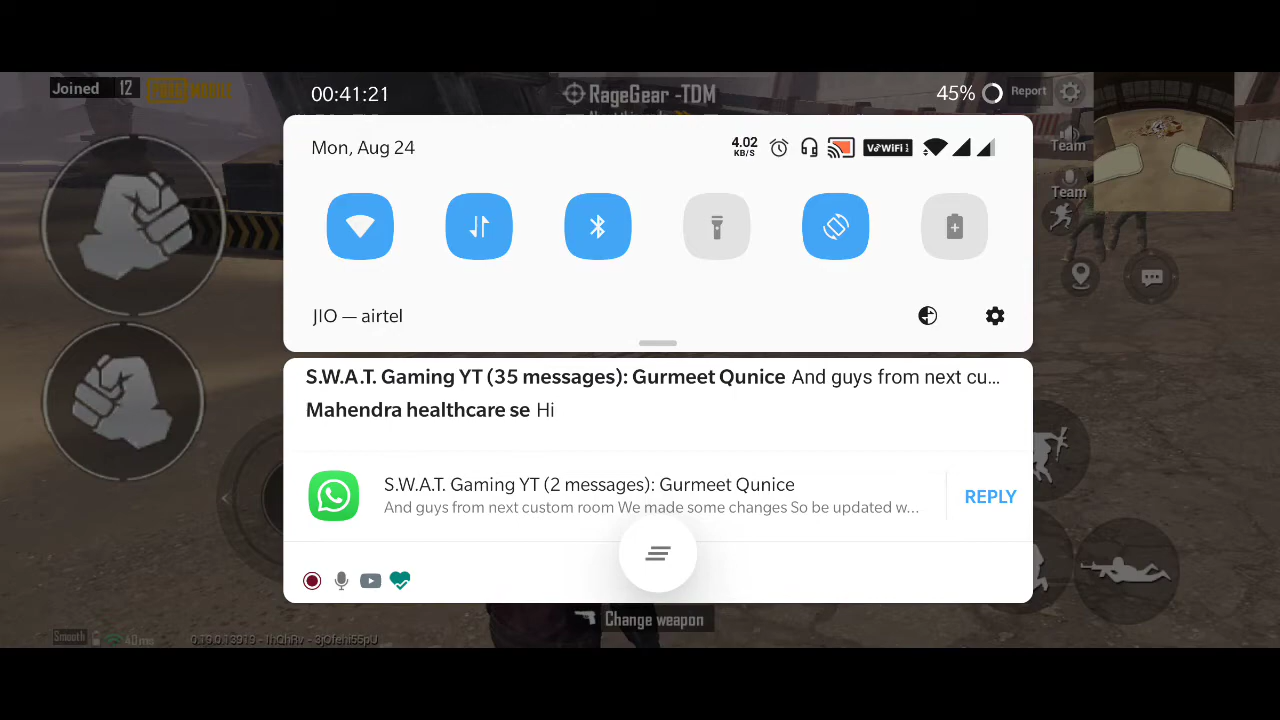 Joined 12 PUBG MOBILE
00:41:21
RageGear -TDM
45%
Report
Mon, Aug 24
4.02
KB/S
VoWiFi
Team
Team
JIO — airtel
S.W.A.T. Gaming YT (35 messages): Gurmeet Qunice And guys from next cu...
Mahendra healthcare se Hi
S.W.A.T. Gaming YT (2 messages): Gurmeet Qunice
And guys from next custom room We made some changes So be updated w...
REPLY
Change weapon
Smooth